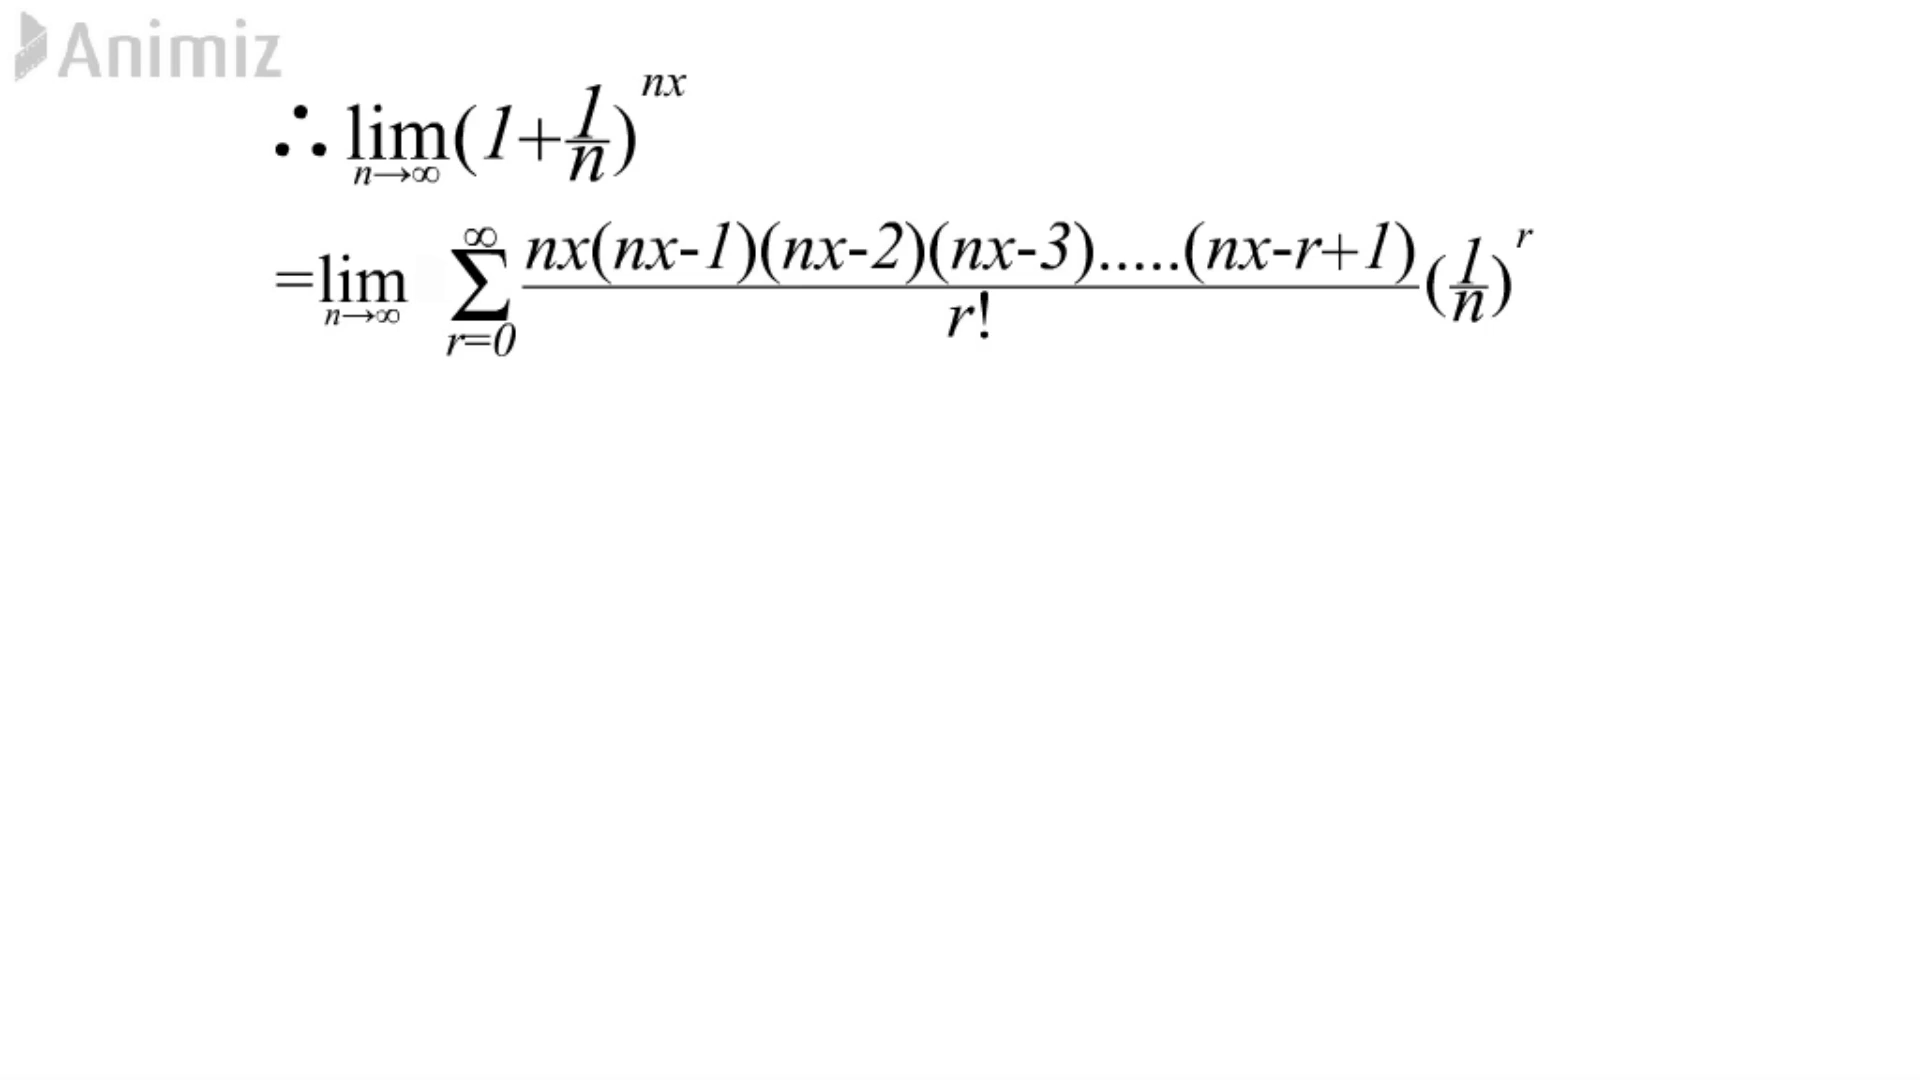 Animiz
∴ lim(1+1/n)^nx
n→∞
=lim ∑ nx(nx-1)(nx-2)(nx-3).....(nx-r+1)/r! (1/n)^r
n→∞ r=0 ∞